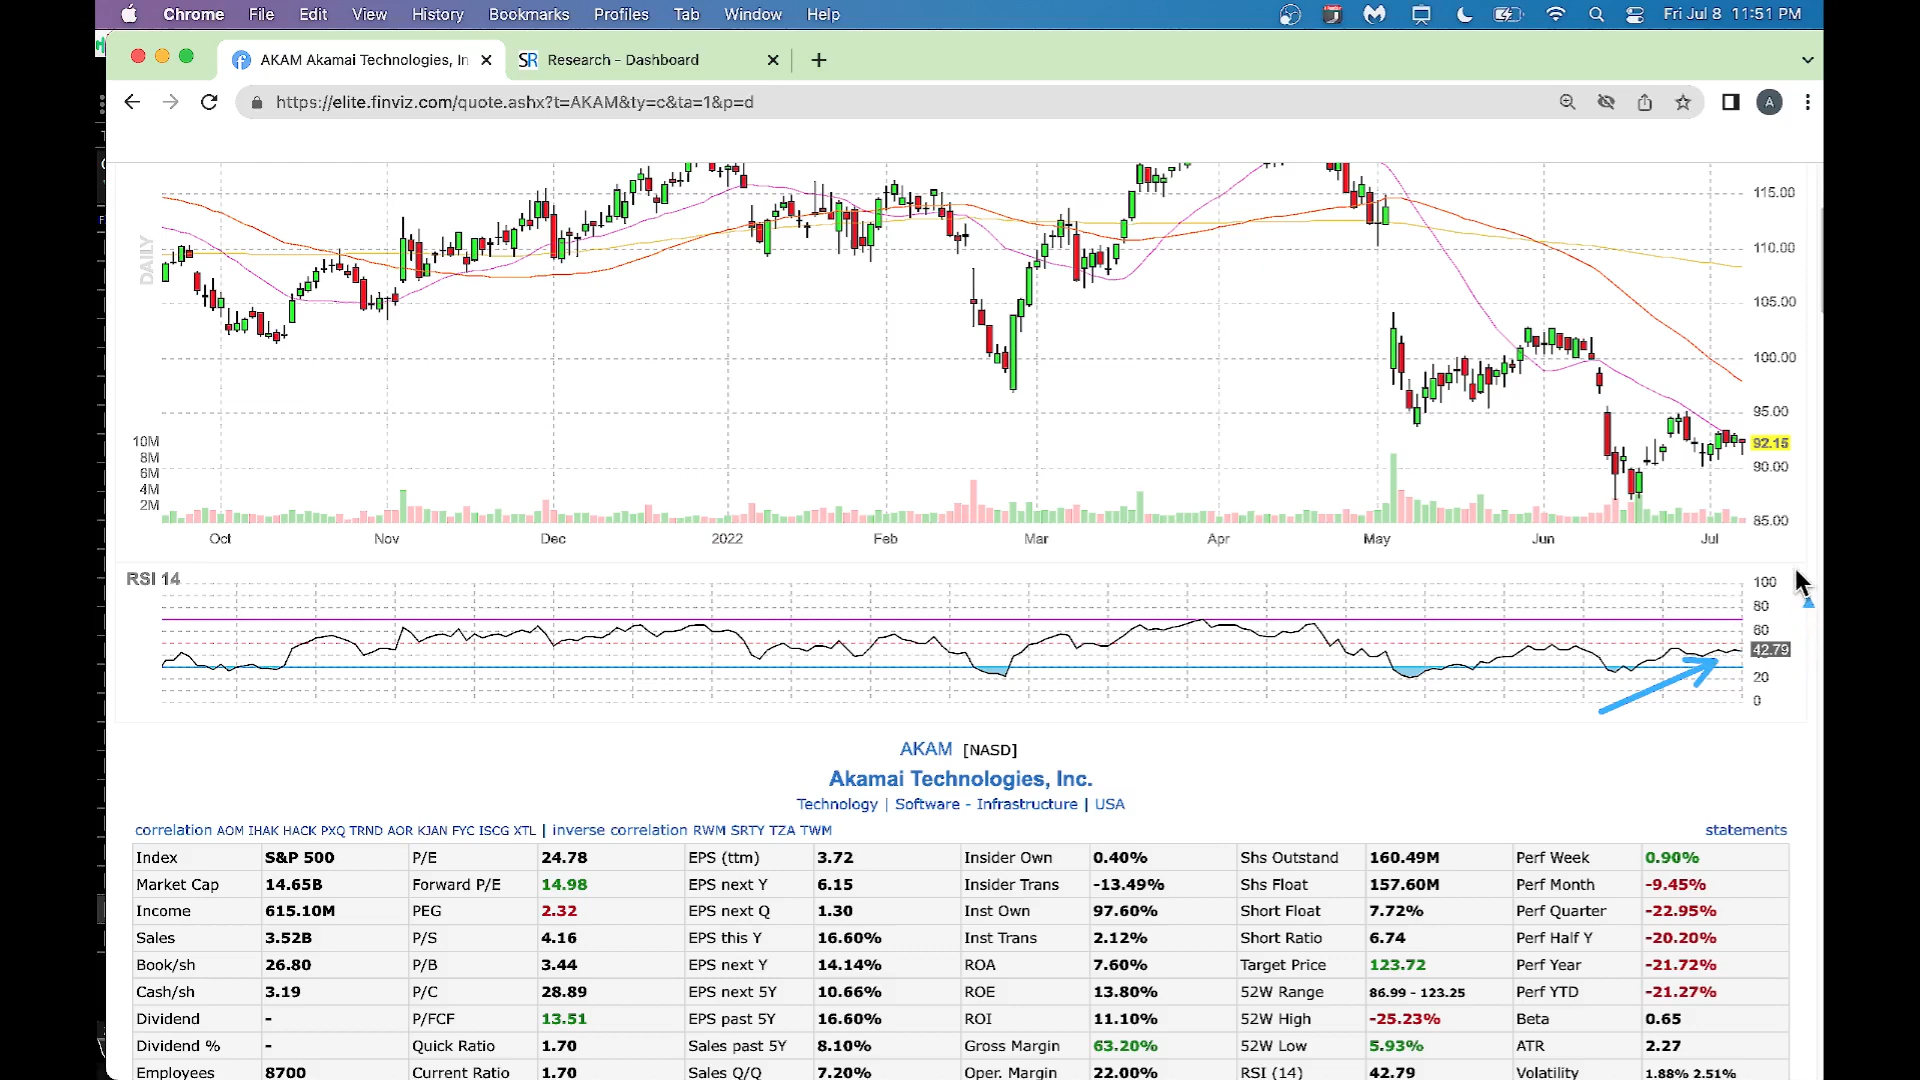 Chrome File Edit View History Bookmarks Profiles Tab Window Help Fri Jul 8 11:51 PM
AKAM Akamai Technologies, In SR Research - Dashboard
https://elite.finviz.com/quote.ashx?t=AKAM&ty=c&ta=1&p=d A
DAILY
115.00
110.00
105.00
100.00
95.00
92.15
90.00
85.00
10M
8M
6M
4M
2M
Oct Nov Dec 2022 Feb Mar Apr May Jun Jul
RSI 14
100
80
60
42.79
20
0
AKAM [NASD]
Akamai Technologies, Inc.
Technology | Software - Infrastructure | USA
correlation AOM IHAK HACK PXQ TRND AOR KJAN FYC ISCG XTL | inverse correlation RWM SRTY TZA TWM statements
Index S&P 500 P/E 24.78 EPS (ttm) 3.72 Insider Own 0.40% Shs Outstand 160.49M Perf Week 0.90%
Market Cap 14.65B Forward P/E 14.98 EPS next Y 6.15 Insider Trans -13.49% Shs Float 157.60M Perf Month -9.45%
Income 615.10M PEG 2.32 EPS next Q 1.30 Inst Own 97.60% Short Float 7.72% Perf Quarter -22.95%
Sales 3.52B P/S 4.16 EPS this Y 16.60% Inst Trans 2.12% Short Ratio 6.74 Perf Half Y -20.20%
Book/sh 26.80 P/B 3.44 EPS next Y 14.14% ROA 7.60% Target Price 123.72 Perf Year -21.72%
Cash/sh 3.19 P/C 28.89 EPS next 5Y 10.66% ROE 13.80% 52W Range 86.99 - 123.25 Perf YTD -21.27%
Dividend - P/FCF 13.51 EPS past 5Y 16.60% ROI 11.10% 52W High -25.23% Beta 0.65
Dividend % - Quick Ratio 1.70 Sales past 5Y 8.10% Gross Margin 63.20% 52W Low 5.93% ATR 2.27
Employees 8700 Current Ratio 1.70 Sales Q/Q 7.20% Oper. Margin 22.00% RSI (14) 42.79 Volatility 1.88% 2.51%